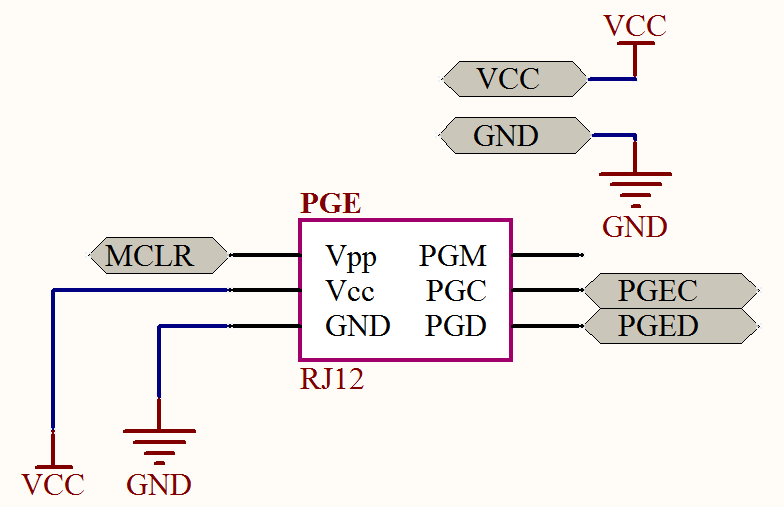 VCC
VCC
GND
GND
PGE
MCLR
Vpp PGM
Vcc PGC PGEC
GND PGD PGED
RJ12
VCC GND